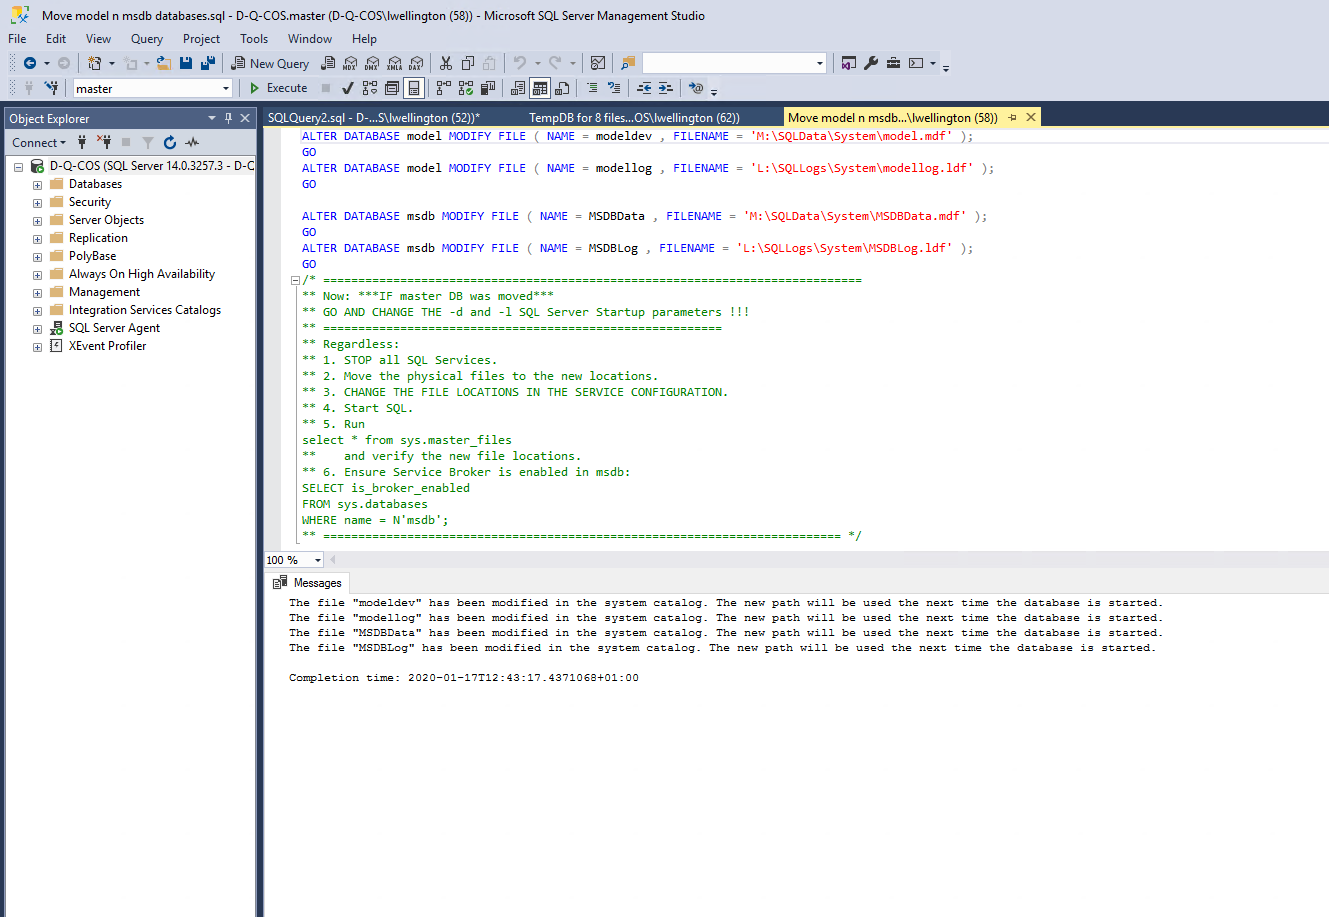 Move model n msdb databases.sql - D-Q-COS.master (D-Q-COS\lwellington (58)) - Microsoft SQL Server Management Studio
File Edit View Query Project Tools Window Help
New Query MDX DMX XMLA DAX
master Execute
Object Explorer
Connect
D-Q-COS (SQL Server 14.0.3257.3 - D-C
Databases
Security
Server Objects
Replication
PolyBase
Always On High Availability
Management
Integration Services Catalogs
SQL Server Agent
XEvent Profiler
SQLQuery2.sql - D-...S\lwellington (52))* TempDB for 8 files...OS\lwellington (62)) Move model n msdb...\lwellington (58))
ALTER DATABASE model MODIFY FILE ( NAME = modeldev , FILENAME = 'M:\SQLData\System\model.mdf' );
GO
ALTER DATABASE model MODIFY FILE ( NAME = modellog , FILENAME = 'L:\SQLLogs\System\modellog.ldf' );
GO
ALTER DATABASE msdb MODIFY FILE ( NAME = MSDBData , FILENAME = 'M:\SQLData\System\MSDBData.mdf' );
GO
ALTER DATABASE msdb MODIFY FILE ( NAME = MSDBLog , FILENAME = 'L:\SQLLogs\System\MSDBLog.ldf' );
GO
/* =============================================================================
** Now: ***IF master DB was moved***
** GO AND CHANGE THE -d and -l SQL Server Startup parameters !!!
** =========================================================
** Regardless:
** 1. STOP all SQL Services.
** 2. Move the physical files to the new locations.
** 3. CHANGE THE FILE LOCATIONS IN THE SERVICE CONFIGURATION.
** 4. Start SQL.
** 5. Run
select * from sys.master_files
** and verify the new file locations.
** 6. Ensure Service Broker is enabled in msdb:
SELECT is_broker_enabled
FROM sys.databases
WHERE name = N'msdb';
** ========================================================================== */
100 %
Messages
The file "modeldev" has been modified in the system catalog. The new path will be used the next time the database is started.
The file "modellog" has been modified in the system catalog. The new path will be used the next time the database is started.
The file "MSDBData" has been modified in the system catalog. The new path will be used the next time the database is started.
The file "MSDBLog" has been modified in the system catalog. The new path will be used the next time the database is started.
Completion time: 2020-01-17T12:43:17.4371068+01:00